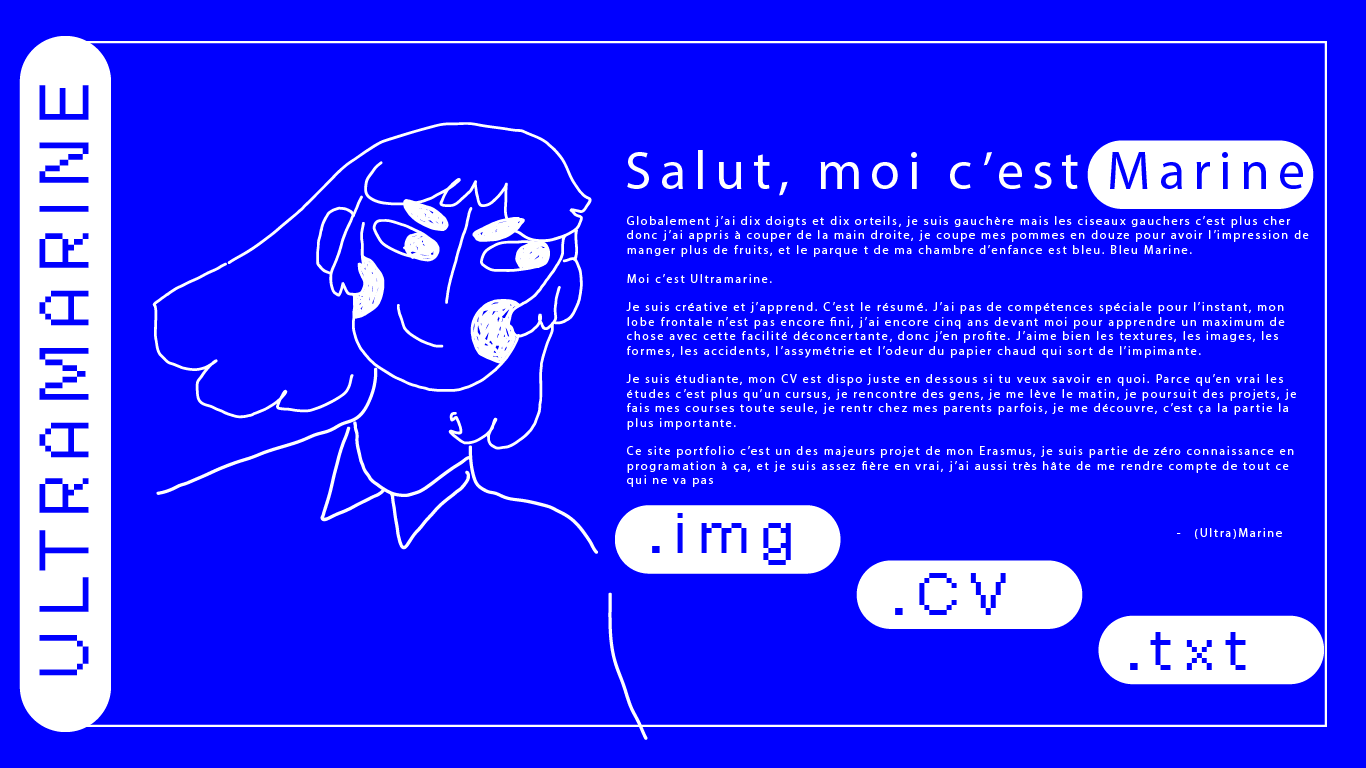 ULTRAMARINE
Salut, moi c’est Marine
Globalement j’ai dix doigts et dix orteils, je suis gauchère mais les ciseaux gauchers c’est plus cher
donc j’ai appris à couper de la main droite, je coupe mes pommes en douze pour avoir l’impression de
manger plus de fruits, et le parque t de ma chambre d’enfance est bleu. Bleu Marine.
Moi c’est Ultramarine.
Je suis créative et j’apprend. C’est le résumé. J’ai pas de compétences spéciale pour l’instant, mon
lobe frontale n’est pas encore fini, j’ai encore cinq ans devant moi pour apprendre un maximum de
chose avec cette facilité déconcertante, donc j’en profite. J’aime bien les textures, les images, les
formes, les accidents, l’assymétrie et l’odeur du papier chaud qui sort de l’impimante.
Je suis étudiante, mon CV est dispo juste en dessous si tu veux savoir en quoi. Parce qu’en vrai les
études c’est plus qu’un cursus, je rencontre des gens, je me lève le matin, je poursuit des projets, je
fais mes courses toute seule, je rentr chez mes parents parfois, je me découvre, c’est ça la partie la
plus importante.
Ce site portfolio c’est un des majeurs projet de mon Erasmus, je suis partie de zéro connaissance en
programation à ça, et je suis assez fière en vrai, j’ai aussi très hâte de me rendre compte de tout ce
qui ne va pas
- (Ultra)Marine
.img
.CV
.txt